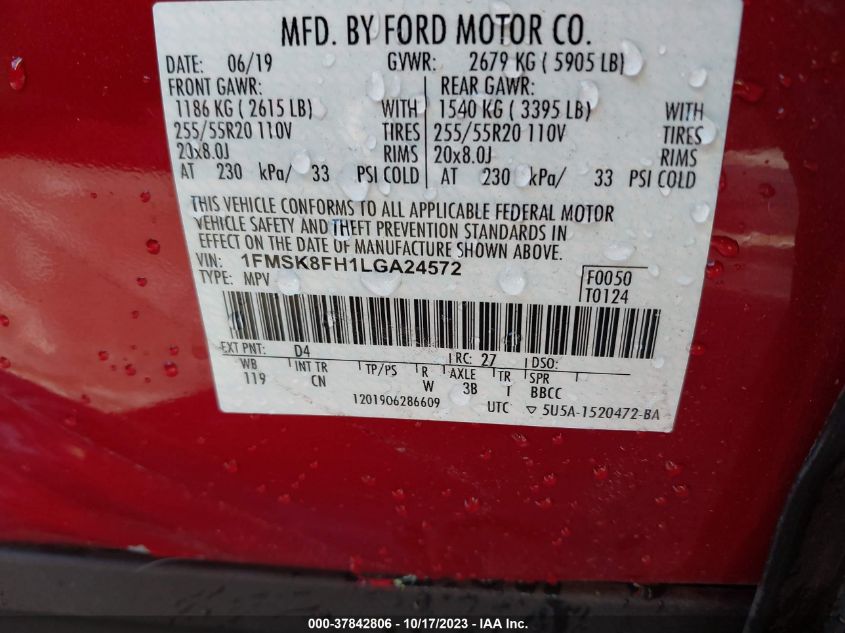 MFD. BY FORD MOTOR CO.
DATE: 06/19 GVWR: 2679 KG ( 5905 LB)
FRONT GAWR: REAR GAWR:
1186 KG ( 2615 LB) WITH 1540 KG ( 3395 LB) WITH
255/55R20 110V TIRES 255/55R20 110V TIRES
20x8.0J RIMS 20x8.0J RIMS
AT 230 kPa/ 33 PSI COLD AT 230 kPa/ 33 PSI COLD
THIS VEHICLE CONFORMS TO ALL APPLICABLE FEDERAL MOTOR
VEHICLE SAFETY AND THEFT PREVENTION STANDARDS IN
EFFECT ON THE DATE OF MANUFACTURE SHOWN ABOVE.
VIN: 1FMSK8FH1LGA24572
TYPE: MPV
F0050
T0124
EXT PNT: D4 RC: 27 DSO:
WB INT TR TP/PS R AXLE TR SPR
119 CN W 3B I BBCC
1201906286609 UTC ▽ 5U5A-1520472-BA
000-37842806 - 10/17/2023 - IAAI.com